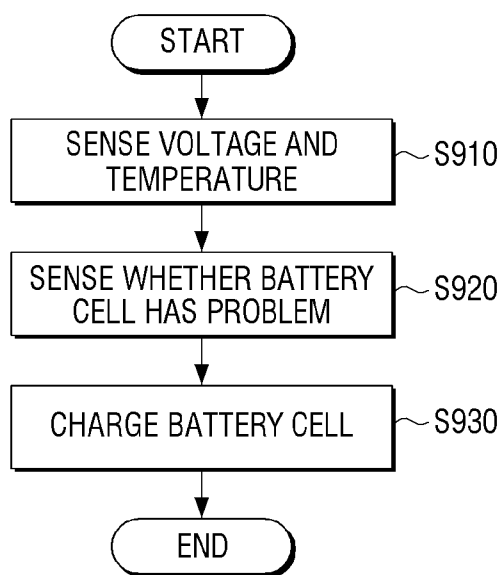 START
SENSE VOLTAGE AND
TEMPERATURE
S910
SENSE WHETHER BATTERY
CELL HAS PROBLEM
S920
CHARGE BATTERY CELL
S930
END